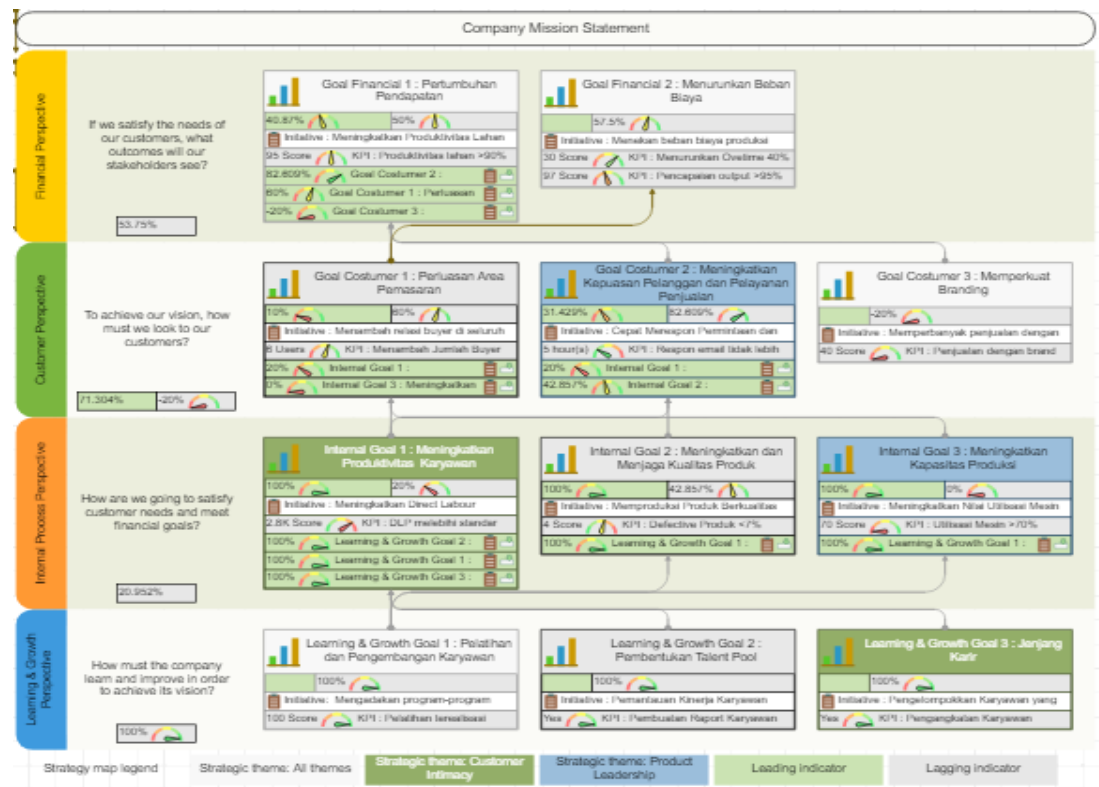 Company Mission Statement
Financial Perspective
If we satisfy the needs of
our customers, what
outcomes will our
stakeholders see?
53.75%
Goal Financial 1 : Pertumbuhan
Pendapatan
40.87%
50%
Initiative : Meningkatkan Produktivitas Lahan
95 Score
KPI : Produktivitas lahan >90%
82.609%
Goal Costumer 2 :
60%
Goal Costumer 1 : Perluasan
-20%
Goal Costumer 3 :
Goal Financial 2 : Menurunkan Beban
Biaya
57.5%
Initiative : Menekan beban biaya produksi
30 Score
KPI : Menurunkan Ovetime 40%
97 Score
KPI : Pencapaian output >95%
Customer Perspective
To achieve our vision, how
must we look to our
customers?
71.304%
-20%
Goal Costumer 1 : Perluasan Area
Pemasaran
10%
60%
Initiative : Menambah relasi buyer di seluruh
8 Users
KPI : Menambah Jumlah Buyer
20%
Internal Goal 1 :
0%
Internal Goal 3 : Meningkatkan
Goal Costumer 2 : Meningkatkan
Kepuasan Pelanggan dan Pelayanan
Penjualan
31.429%
82.609%
Initiative : Cepat Merespon Permintaan dan
5 hour(s)
KPI : Respon email tidak lebih
20%
Internal Goal 1 :
42.857%
Internal Goal 2 :
Goal Costumer 3 : Memperkuat
Branding
-20%
Initiative : Memperbanyak penjualan dengan
40 Score
KPI : Penjualan dengan brand
Internal Process Perspective
How are we going to satisfy
customer needs and meet
financial goals?
20.952%
Internal Goal 1 : Meningkatkan
Produktivitas Karyawan
100%
20%
Initiative : Meningkatkan Direct Labour
2.8K Score
KPI : DLP melebihi standar
100%
Learning & Growth Goal 2 :
100%
Learning & Growth Goal 1 :
100%
Learning & Growth Goal 3 :
Internal Goal 2 : Meningkatkan dan
Menjaga Kualitas Produk
100%
42.857%
Initiative : Memproduksi Produk Berkualitas
4 Score
KPI : Defective Produk <7%
100%
Learning & Growth Goal 1 :
Internal Goal 3 : Meningkatkan
Kapasitas Produksi
100%
0%
Initiative : Meningkatkan Nilai Utilisasi Mesin
70 Score
KPI : Utilisasi Mesin >70%
100%
Learning & Growth Goal 1 :
Learning & Growth
Perspective
How must the company
learn and improve in order
to achieve its vision?
100%
Learning & Growth Goal 1 : Pelatihan
dan Pengembangan Karyawan
100%
Initiative: Mengadakan program-program
100 Score
KPI : Pelatihan terealisasi
Learning & Growth Goal 2 :
Pembentukan Talent Pool
100%
Initiative : Pemantauan Kinerja Karyawan
Yes
KPI : Pembuatan Raport Karyawan
Learning & Growth Goal 3 : Jenjang
Karir
100%
Initiative : Pengelompokkan Karyawan yang
Yes
KPI : Pengangkatan Karyawan
Strategy map legend
Strategic theme: All themes
Strategic theme: Customer
Intimacy
Strategic theme: Product
Leadership
Leading indicator
Lagging indicator